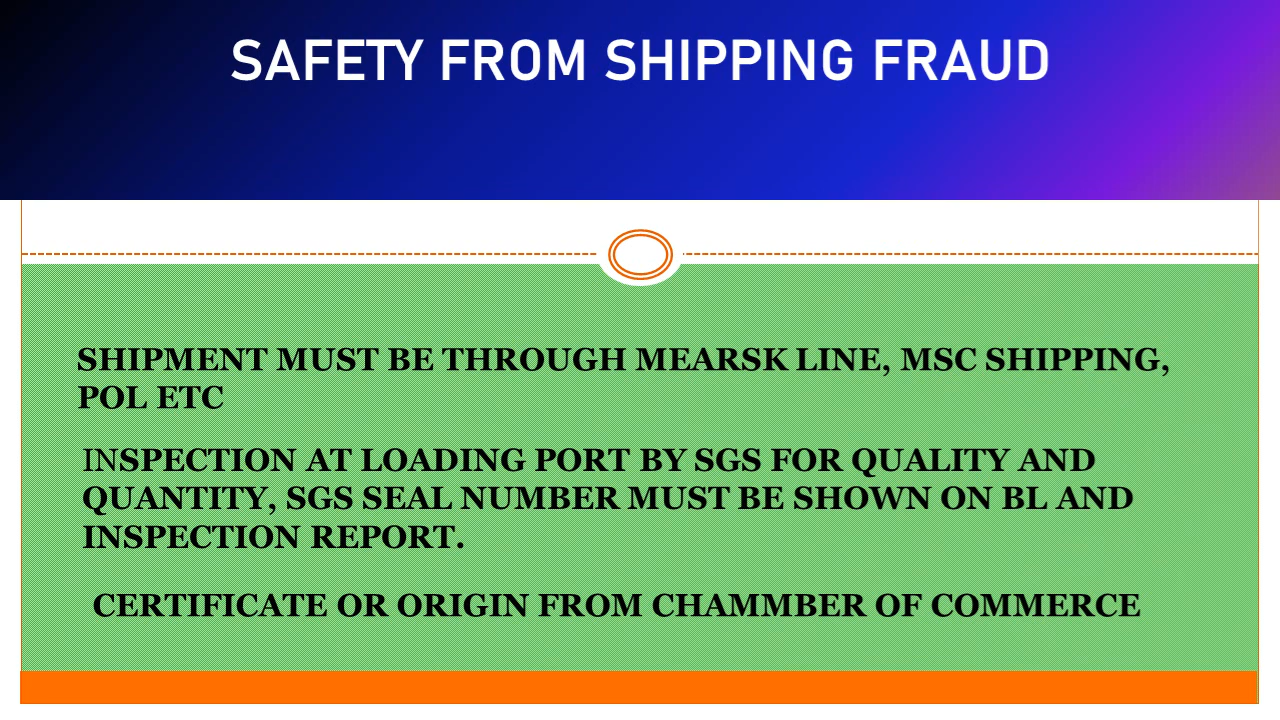 SAFETY FROM SHIPPING FRAUD
SHIPMENT MUST BE THROUGH MEARSK LINE, MSC SHIPPING,
POL ETC
INSPECTION AT LOADING PORT BY SGS FOR QUALITY AND
QUANTITY, SGS SEAL NUMBER MUST BE SHOWN ON BL AND
INSPECTION REPORT.
CERTIFICATE OR ORIGIN FROM CHAMMBER OF COMMERCE